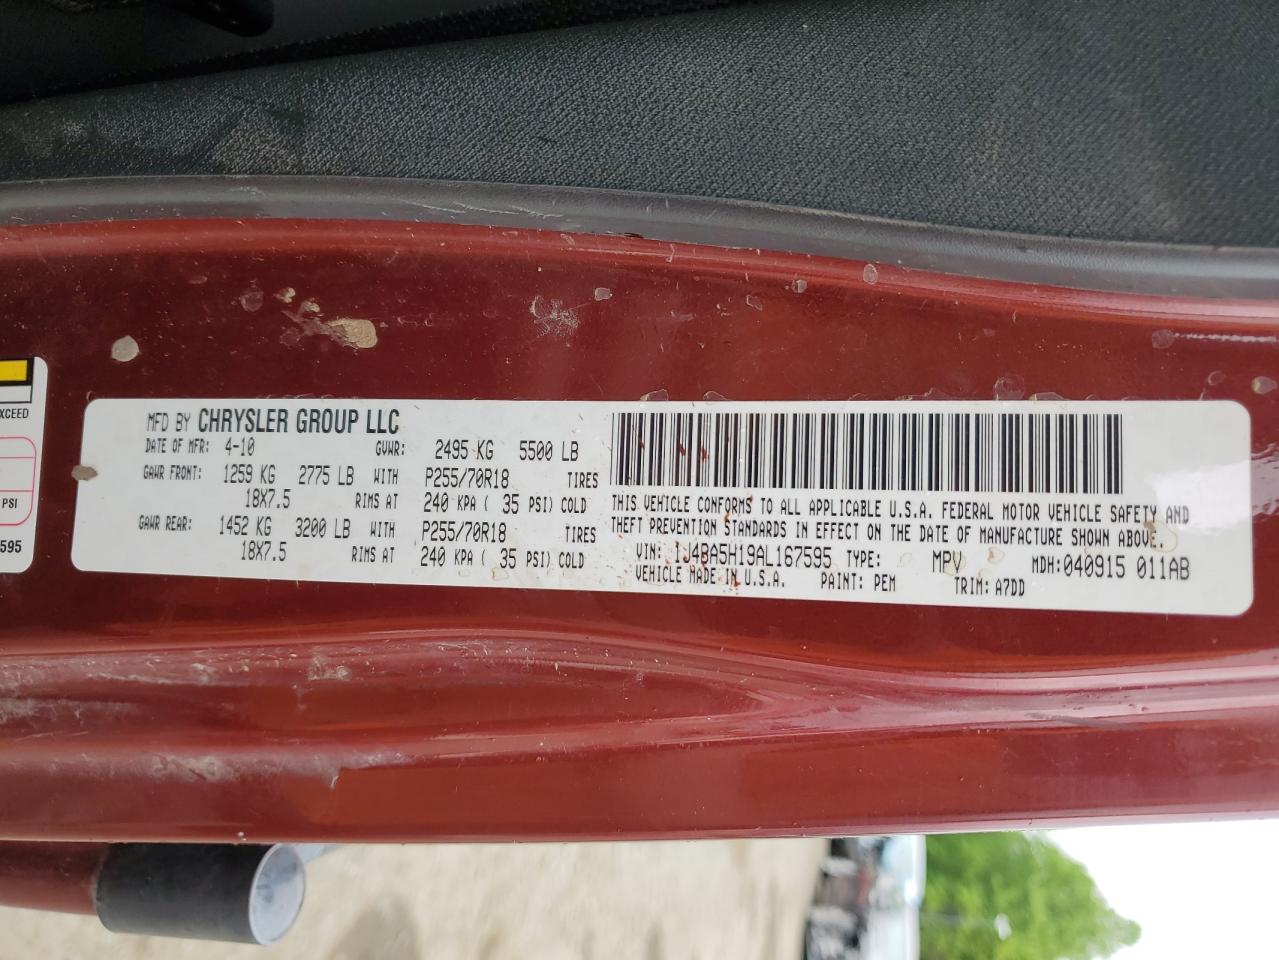 XCEED
PSI
595
MFD BY CHRYSLER GROUP LLC
DATE OF MFR: 4-10 GVWR: 2495 KG 5500 LB
GAWR FRONT: 1259 KG 2775 LB WITH P255/70R18 TIRES
18X7.5 RIMS AT 240 KPA ( 35 PSI) COLD
GAWR REAR: 1452 KG 3200 LB WITH P255/70R18 TIRES
18X7.5 RIMS AT 240 KPA ( 35 PSI) COLD
THIS VEHICLE CONFORMS TO ALL APPLICABLE U.S.A. FEDERAL MOTOR VEHICLE SAFETY AND
THEFT PREVENTION STANDARDS IN EFFECT ON THE DATE OF MANUFACTURE SHOWN ABOVE.
VIN: 1J4BA5H19AL167595 TYPE: MPV MDH:040915 011AB
VEHICLE MADE IN U.S.A. PAINT: PEM TRIM: A7DD